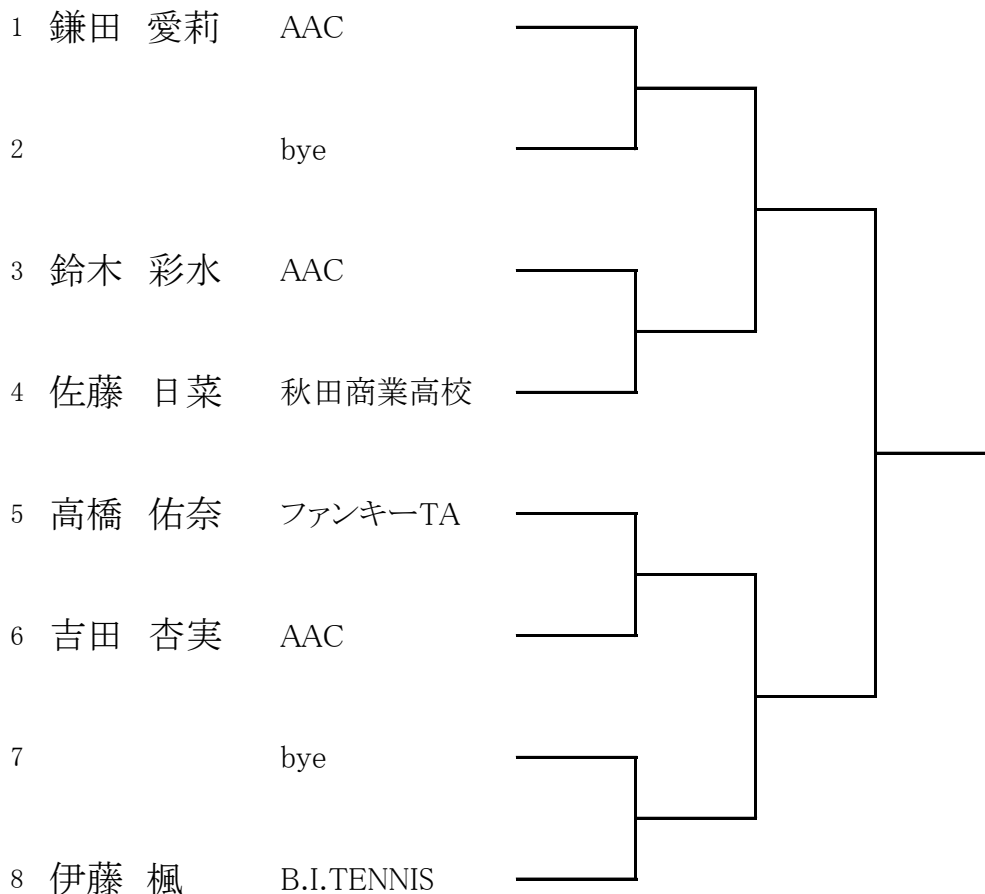 1 鎌田 愛莉 AAC
2 bye
3 鈴木 彩水 AAC
4 佐藤 日菜 秋田商業高校
5 高橋 佑奈 ファンキーTA
6 吉田 杏実 AAC
7 bye
8 伊藤 楓 B.I.TENNIS